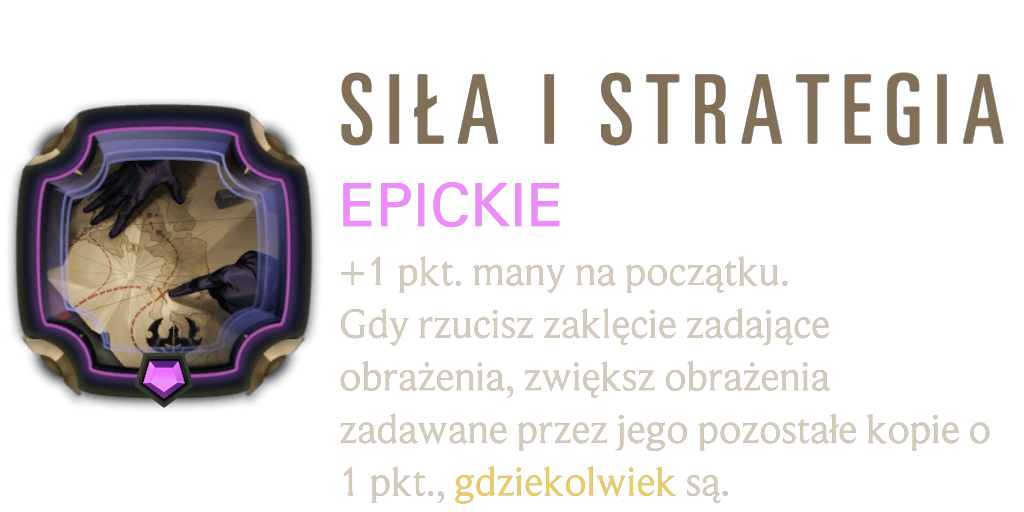 SIŁA I STRATEGIA
EPICKIE
+1 pkt. many na początku.
Gdy rzucisz zaklęcie zadające
obrażenia, zwiększ obrażenia
zadawane przez jego pozostałe kopie o
1 pkt., gdziekolwiek są.